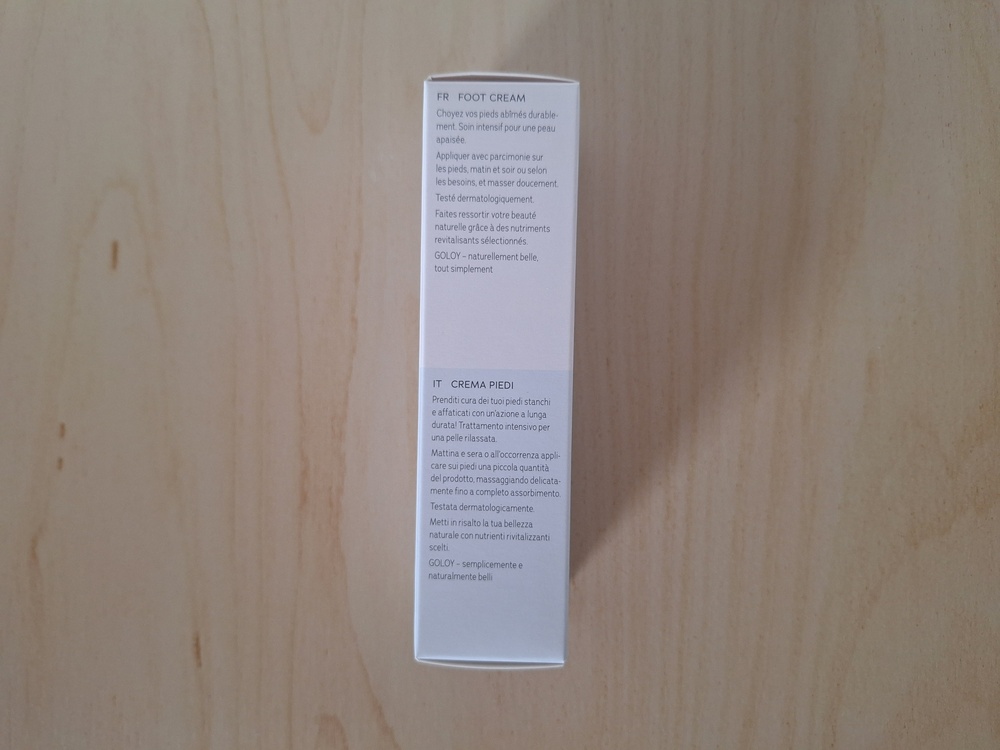 FR FOOT CREAM
Choyez vos pieds abîmés durable-
ment. Soin intensif pour une peau
apaisée.
Appliquer avec parcimonie sur
les pieds, matin et soir ou selon
les besoins, et masser doucement.
Testé dermatologiquement.
Faites ressortir votre beauté
naturelle grâce à des nutriments
revitalisants sélectionnés.
GOLOY – naturellement belle,
tout simplement
IT CREMA PIEDI
Prenditi cura dei tuoi piedi stanchi
e affaticati con un'azione a lunga
durata! Trattamento intensivo per
una pelle rilassata.
Mattina e sera o all'occorrenza appli-
care sui piedi una piccola quantità
del prodotto, massaggiando delicata-
mente fino a completo assorbimento.
Testata dermatologicamente.
Metti in risalto la tua bellezza
naturale con nutrienti rivitalizzanti
scelti.
GOLOY – semplicemente e
naturalmente belli